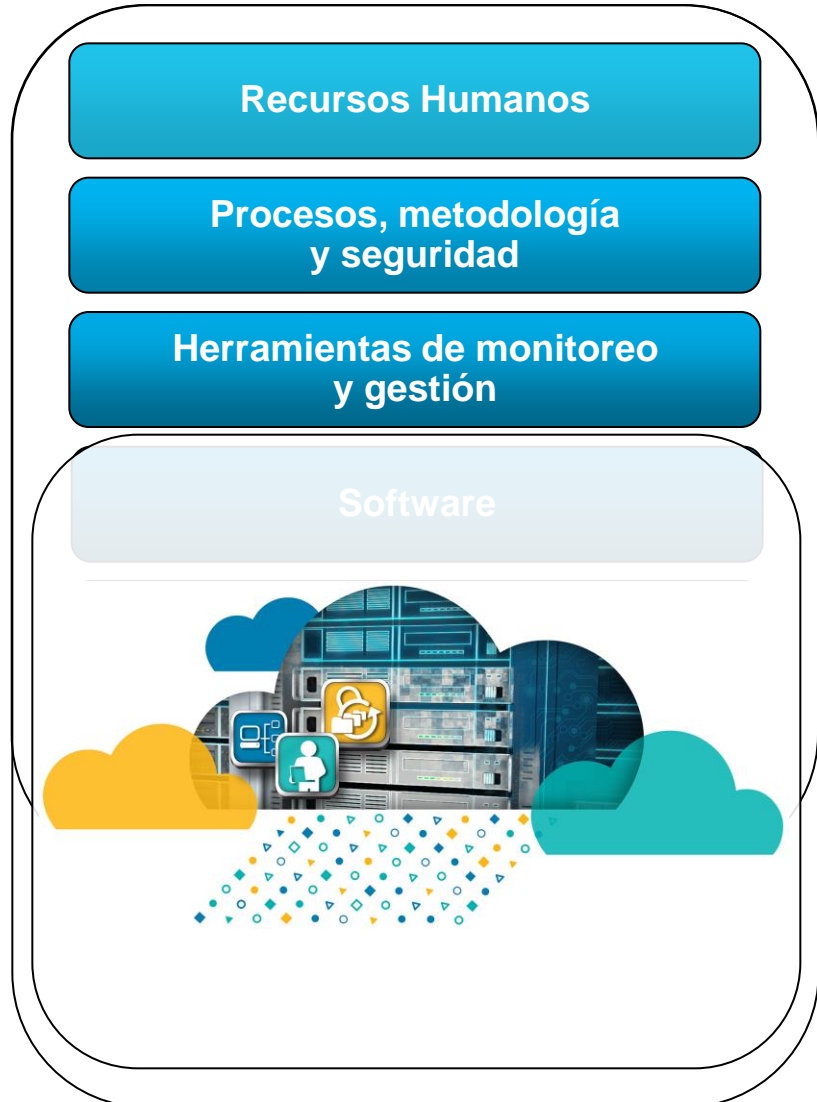 Recursos Humanos
Procesos, metodología
y seguridad
Herramientas de monitoreo
y gestión
Software